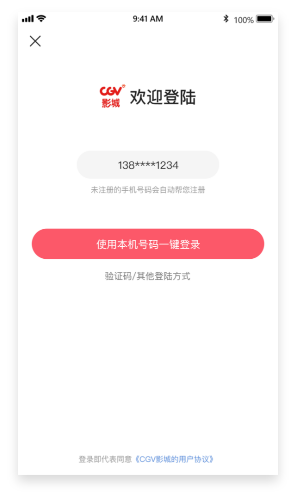 9:41 AM 100%
CGV
影城
欢迎登陆
138****1234
未注册的手机号码会自动帮您注册
使用本机号码一键登录
验证码/其他登陆方式
登录即代表同意《CGV影城的用户协议》